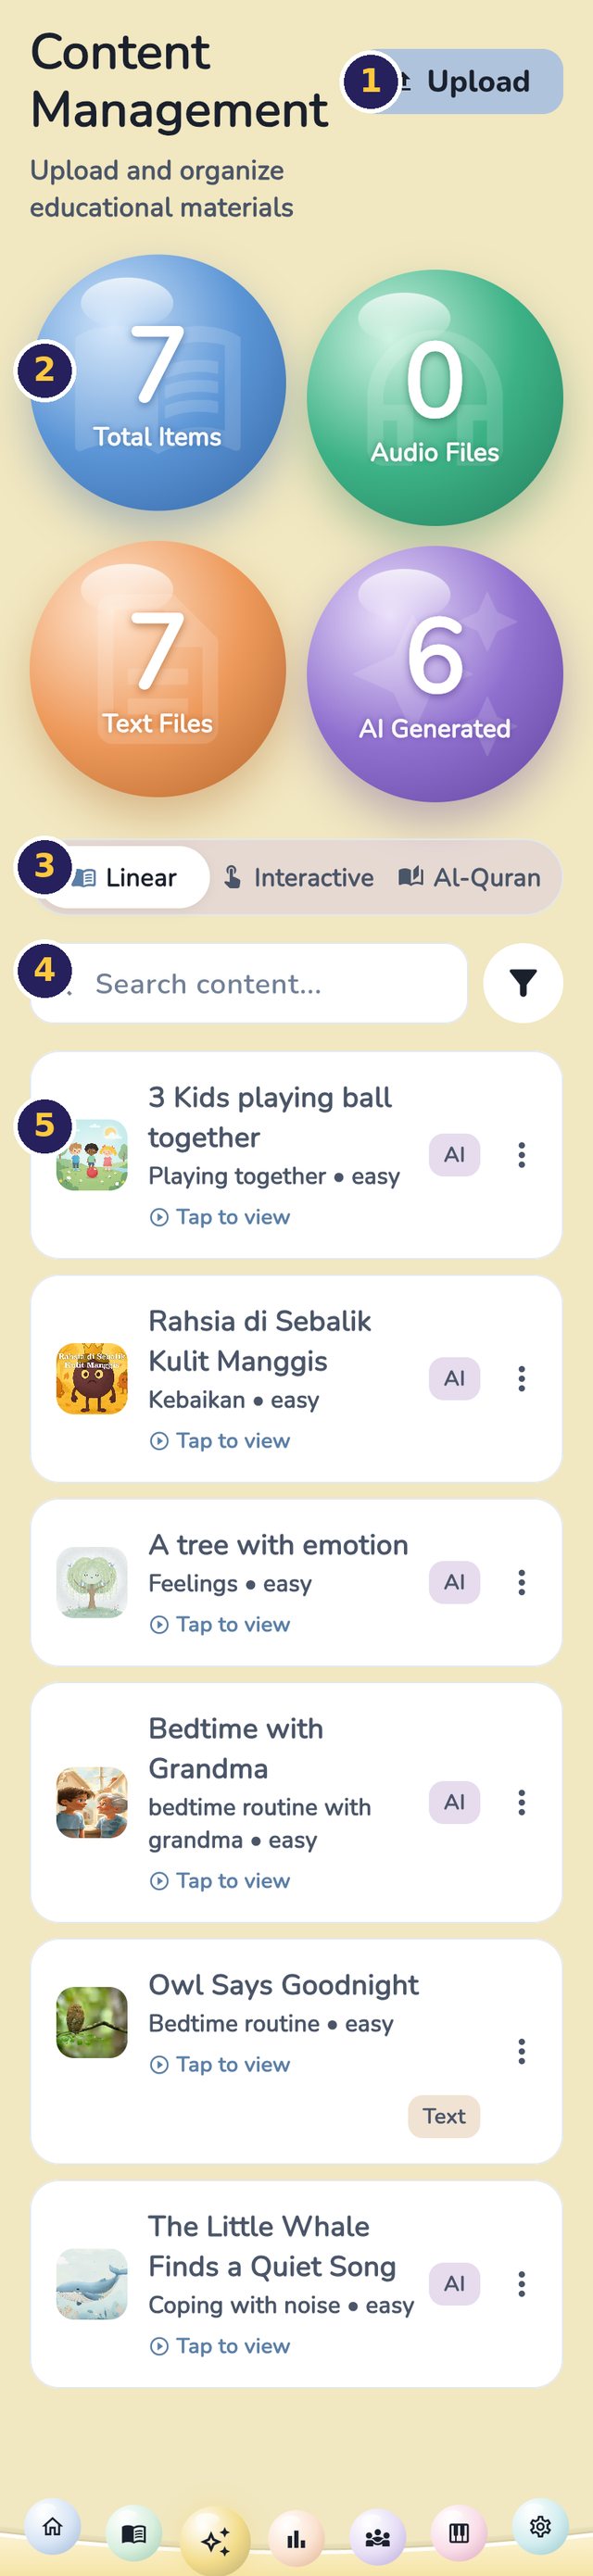 Content
Management
1
Upload
Upload and organize
educational materials
2
7
Total Items
0
Audio Files
7
Text Files
6
AI Generated
3
Linear
Interactive
Al-Quran
4
Search content...
5
3 Kids playing ball
together
Playing together • easy
Tap to view
AI
Rahsia di Sebalik
Kulit Manggis
Rahsia di Sebalik
Kulit Manggis
Kebaikan • easy
Tap to view
AI
A tree with emotion
Feelings • easy
Tap to view
AI
Bedtime with
Grandma
bedtime routine with
grandma • easy
Tap to view
AI
Owl Says Goodnight
Bedtime routine • easy
Tap to view
Text
The Little Whale
Finds a Quiet Song
Coping with noise • easy
Tap to view
AI